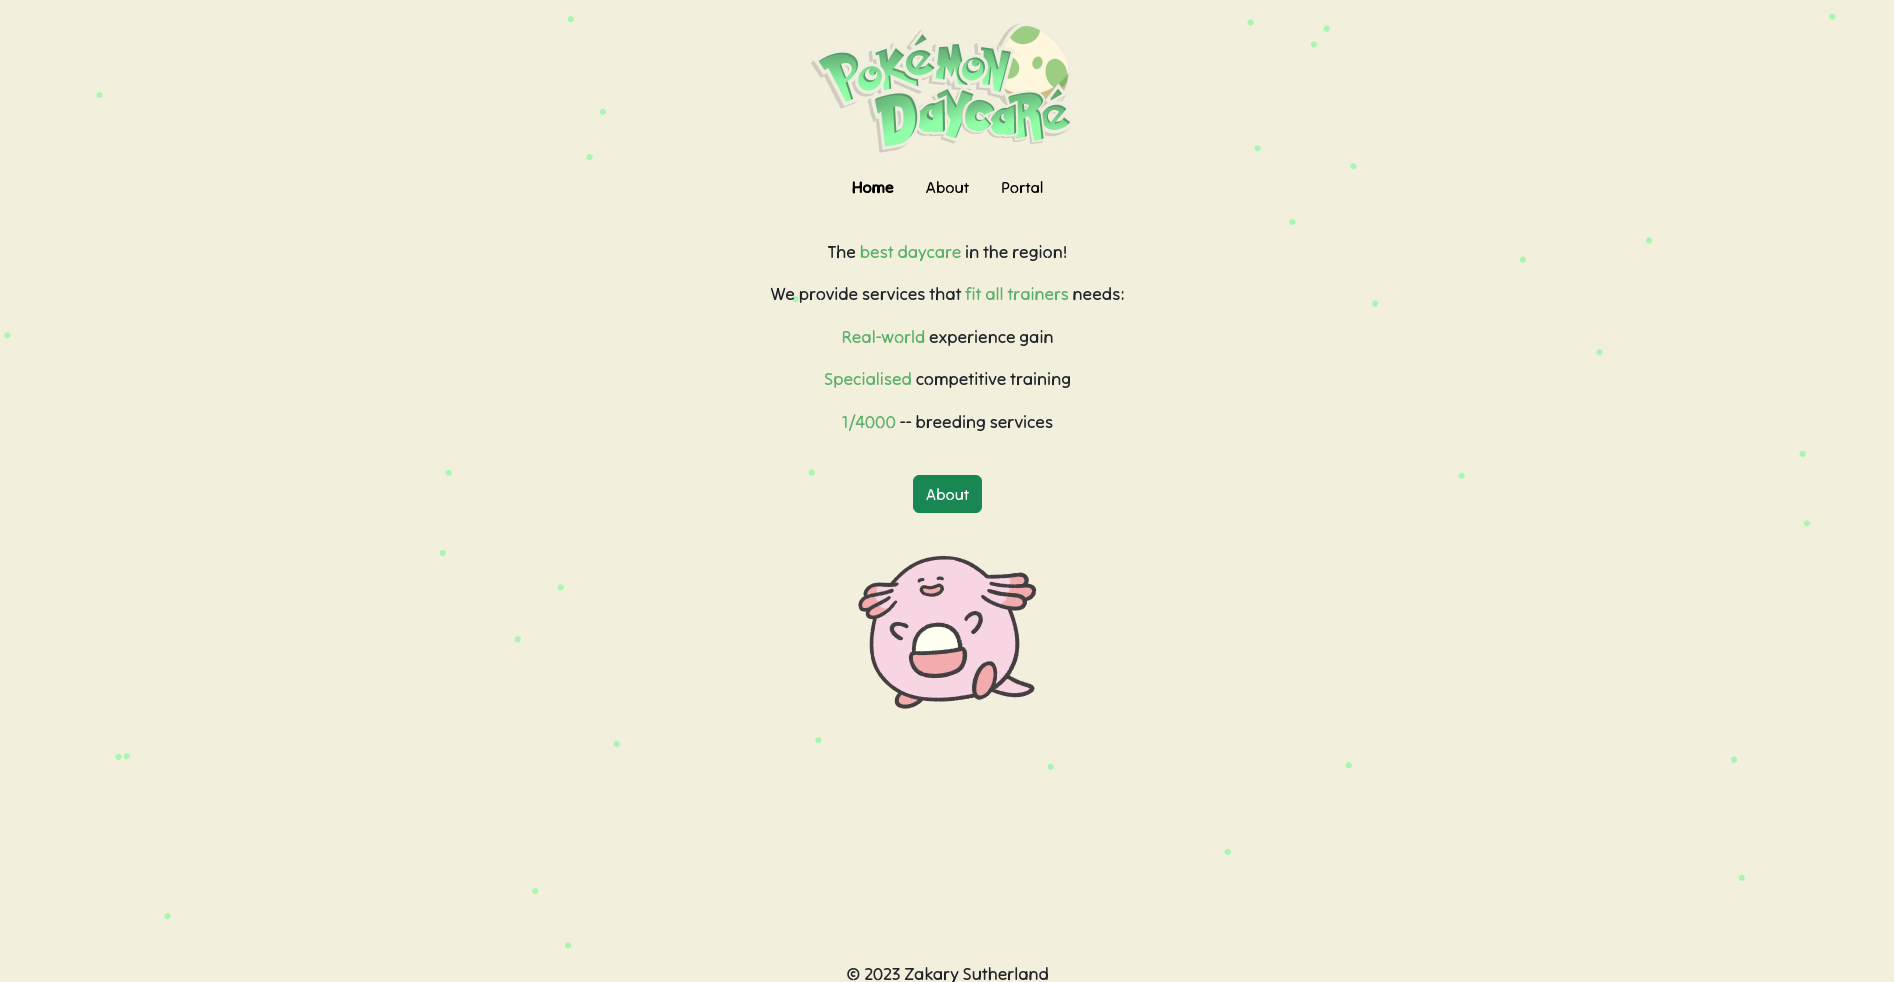 Pokémon
Daycaré
Home About Portal
The best daycare in the region!
We provide services that fit all trainers needs:
Real-world experience gain
Specialised competitive training
1/4000 -- breeding services
About
© 2023 Zakary Sutherland